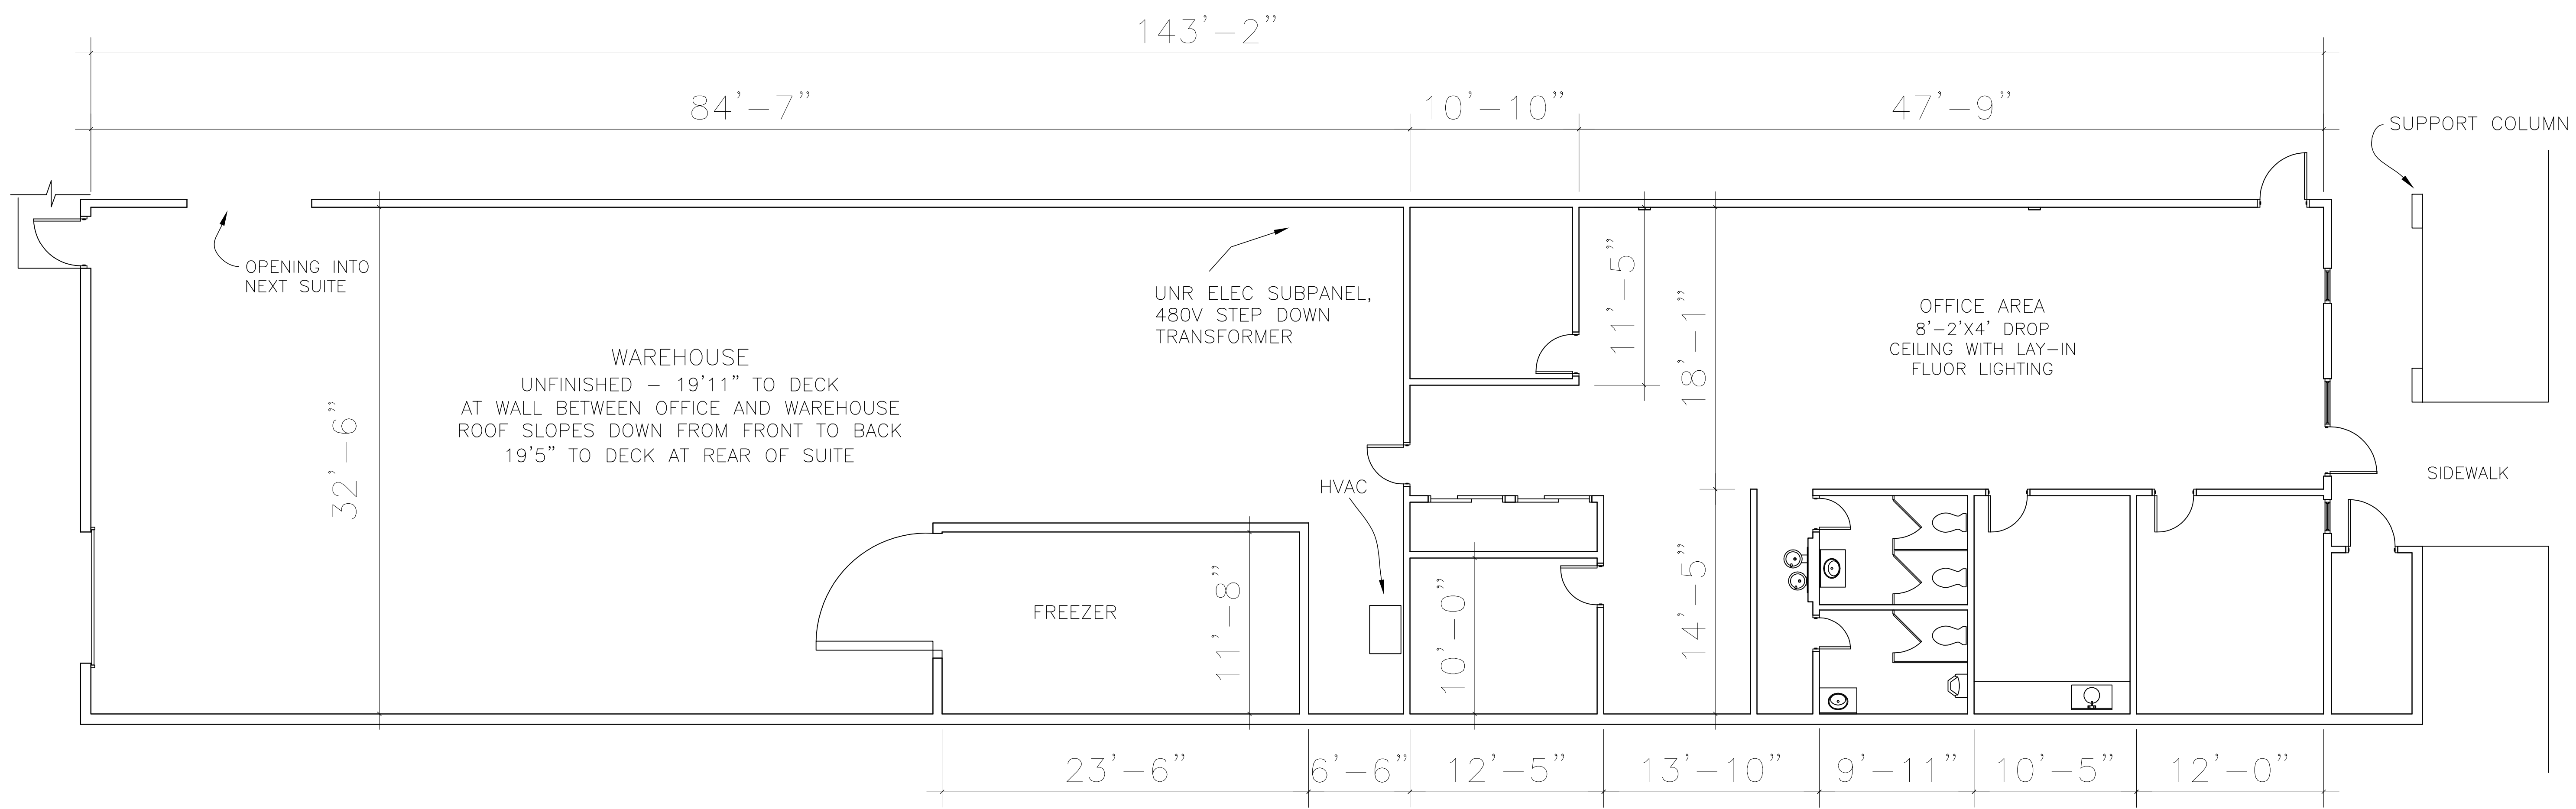 143'-2"
84'-7"
10'-10"
47'-9"
SUPPORT COLUMN
OPENING INTO
NEXT SUITE
UNR ELEC SUBPANEL,
480V STEP DOWN
TRANSFORMER
11'-5"
18'-1"
OFFICE AREA
8'-2'X4' DROP
CEILING WITH LAY-IN
FLUOR LIGHTING
WAREHOUSE
UNFINISHED - 19'11" TO DECK
AT WALL BETWEEN OFFICE AND WAREHOUSE
ROOF SLOPES DOWN FROM FRONT TO BACK
19'5" TO DECK AT REAR OF SUITE
32'-6"
HVAC
SIDEWALK
FREEZER
11'-8"
10'-0"
14'-5"
23'-6"
6'-6"
12'-5"
13'-10"
9'-11"
10'-5"
12'-0"